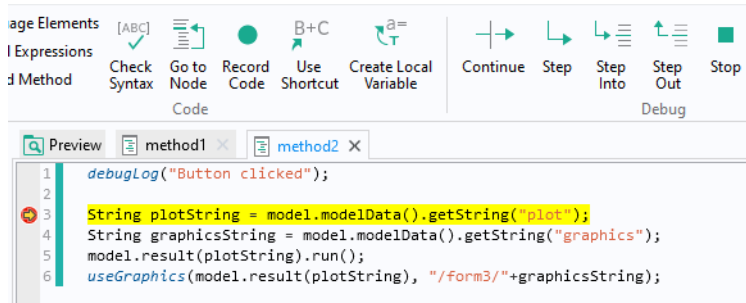 age Elements
Expressions
d Method
[ABC]
Check Syntax
Go to Node
Record Code
B+C
Use Shortcut
a=
T
Create Local Variable
Code
Continue
Step
Step Into
Step Out
Stop
Debug
Preview
method1
method2
1 debugLog("Button clicked");
2
3 String plotString = model.modelData().getString("plot");
4 String graphicsString = model.modelData().getString("graphics");
5 model.result(plotString).run();
6 useGraphics(model.result(plotString), "/form3/"+graphicsString);